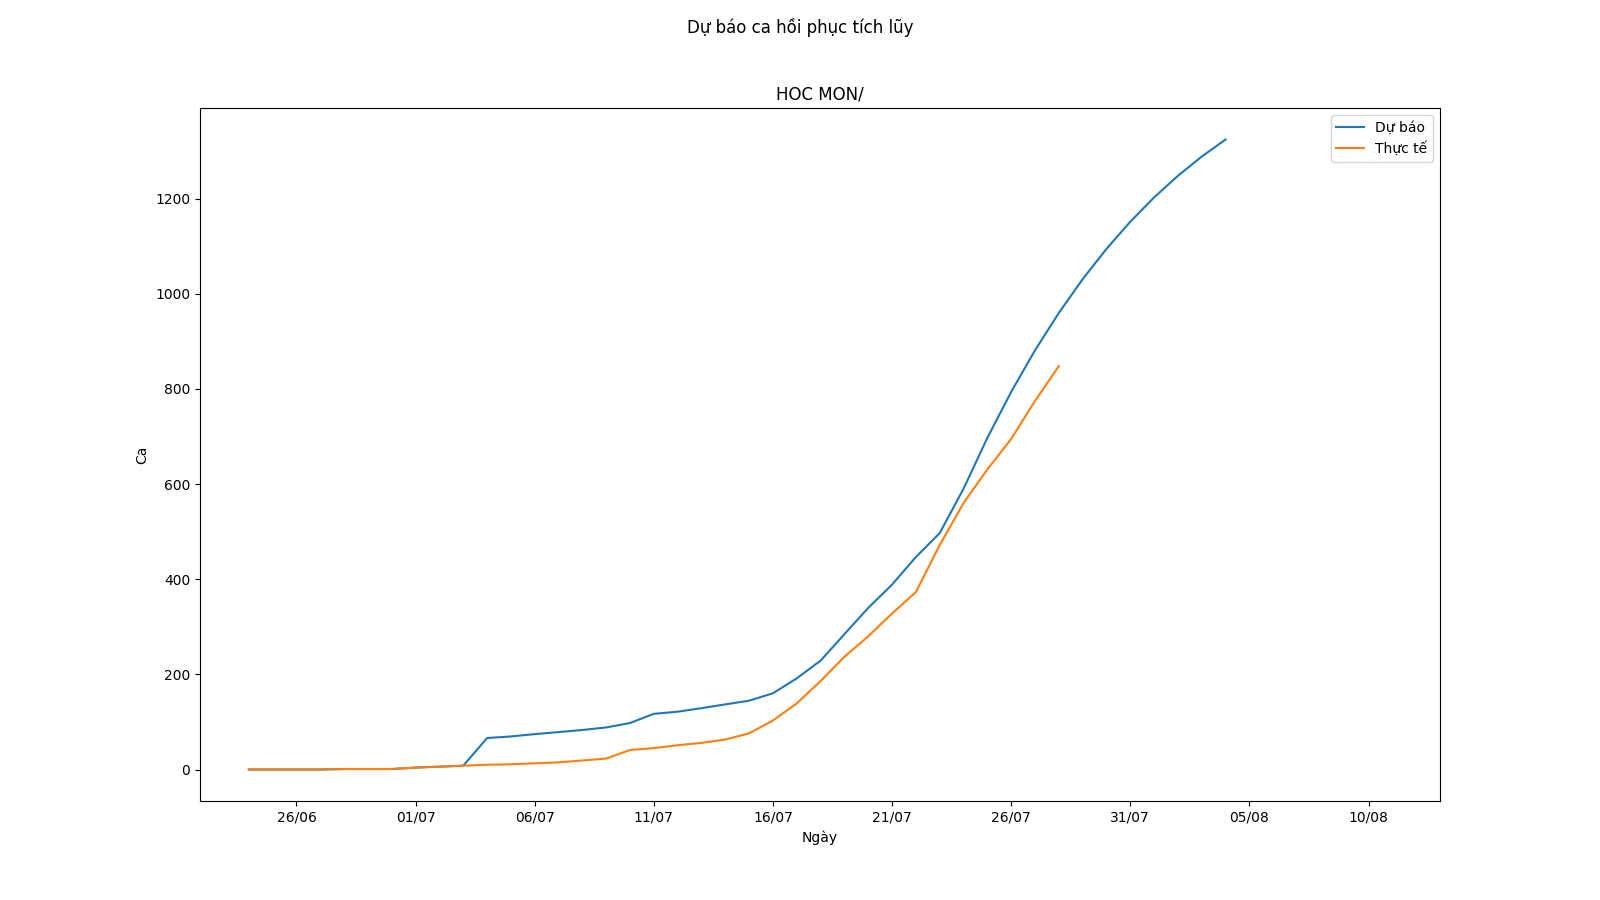 Dự báo ca hồi phục tích lũy
HOC MON/
Dự báo
Thực tế
1200
1000
800
600
400
200
0
Ca
26/06 01/07 06/07 11/07 16/07 21/07 26/07 31/07 05/08 10/08
Ngày